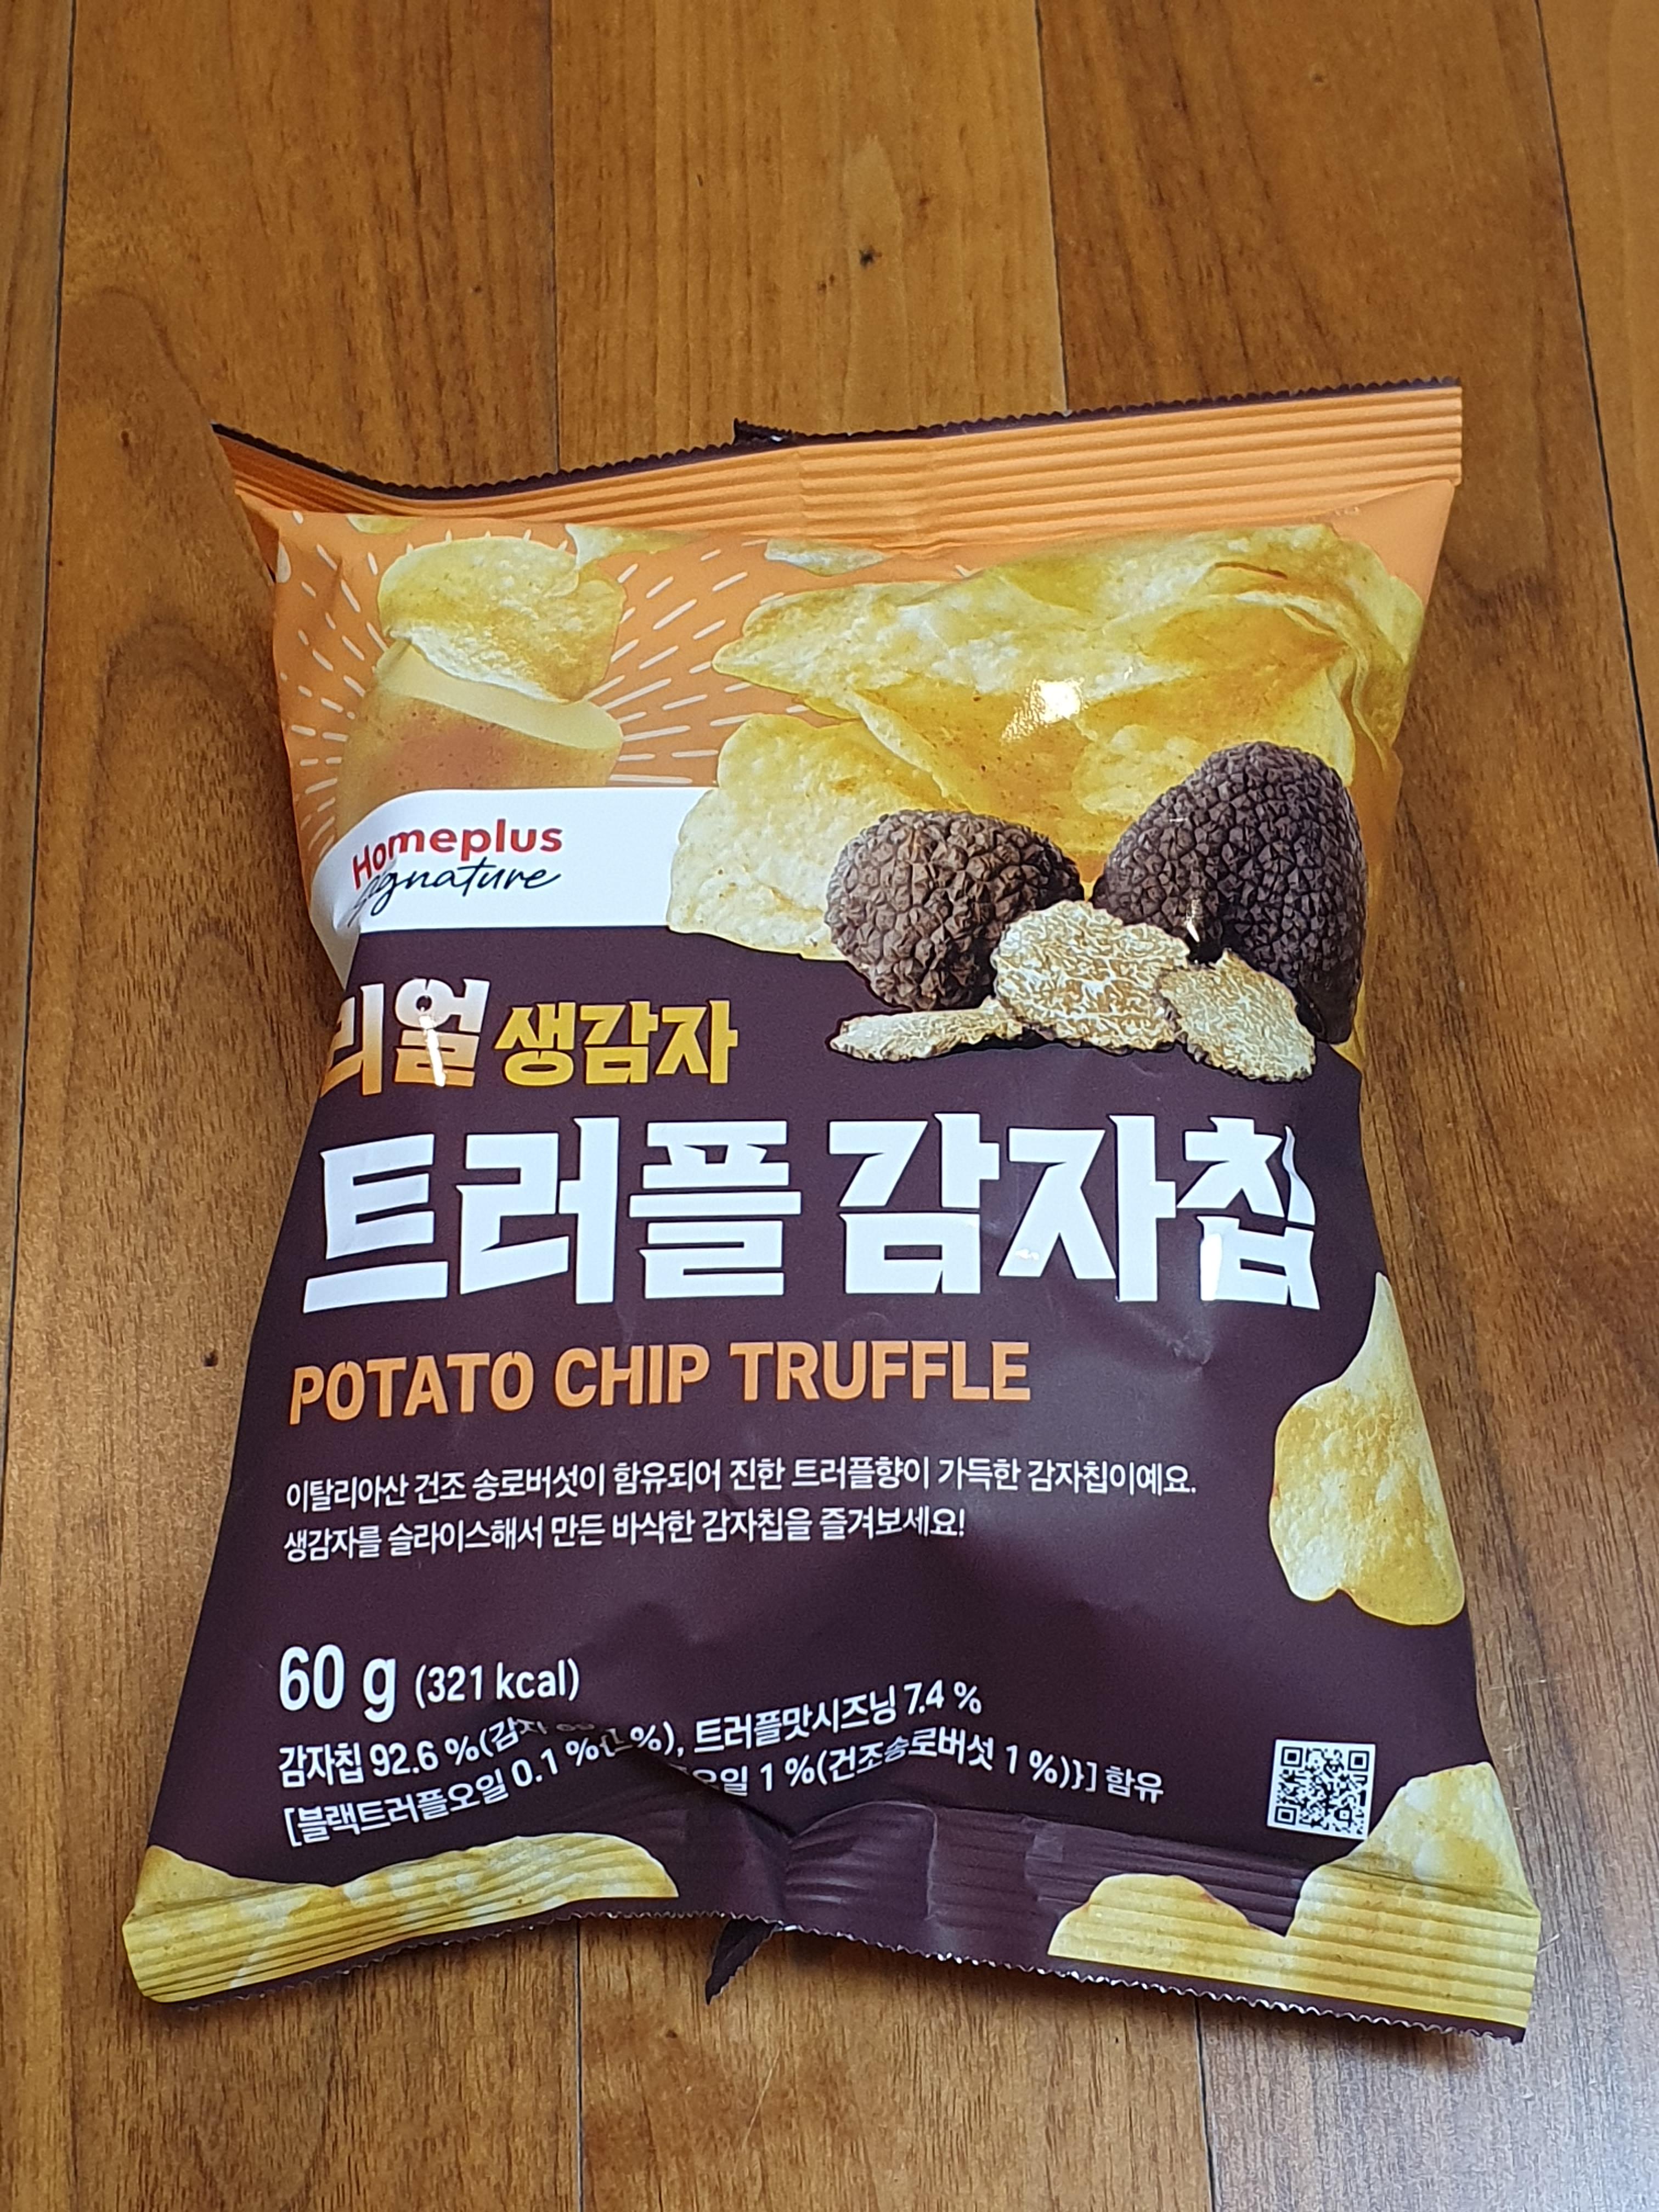 Homeplus
signature
리얼 생감자
트러플 감자칩
POTATO CHIP TRUFFLE
이탈리아산 건조 송로버섯이 함유되어 진한 트러플향이 가득한 감자칩이예요.
생감자를 슬라이스해서 만든 바삭한 감자칩을 즐겨보세요!
60 g (321 kcal)
감자칩 92.6 %(감자 %), 트러플맛시즈닝 7.4 %
[블랙트러플오일 0.1 % 1 %(건조송로버섯 1 %)}] 함유